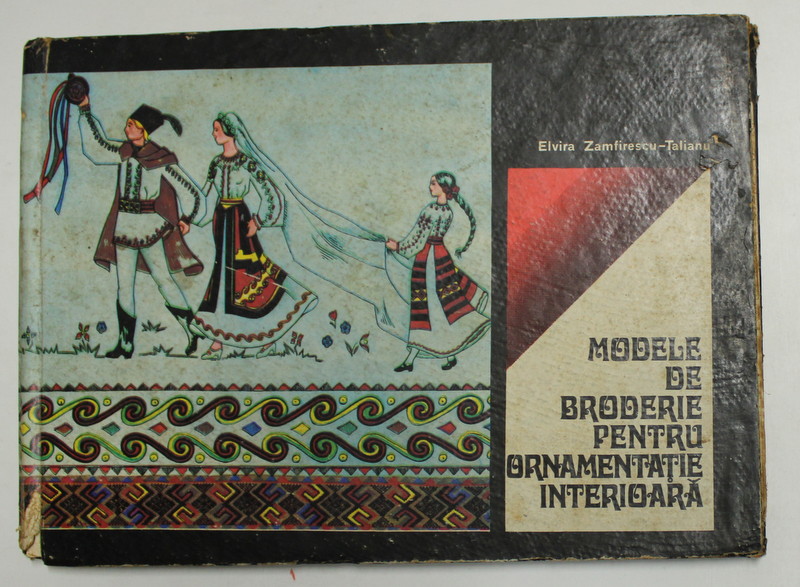 Elvira Zamfirescu-Talianu
MODELE
DE
BRODERIE
PENTRU
ORNAMENTAȚIE
INTERIOARĂ